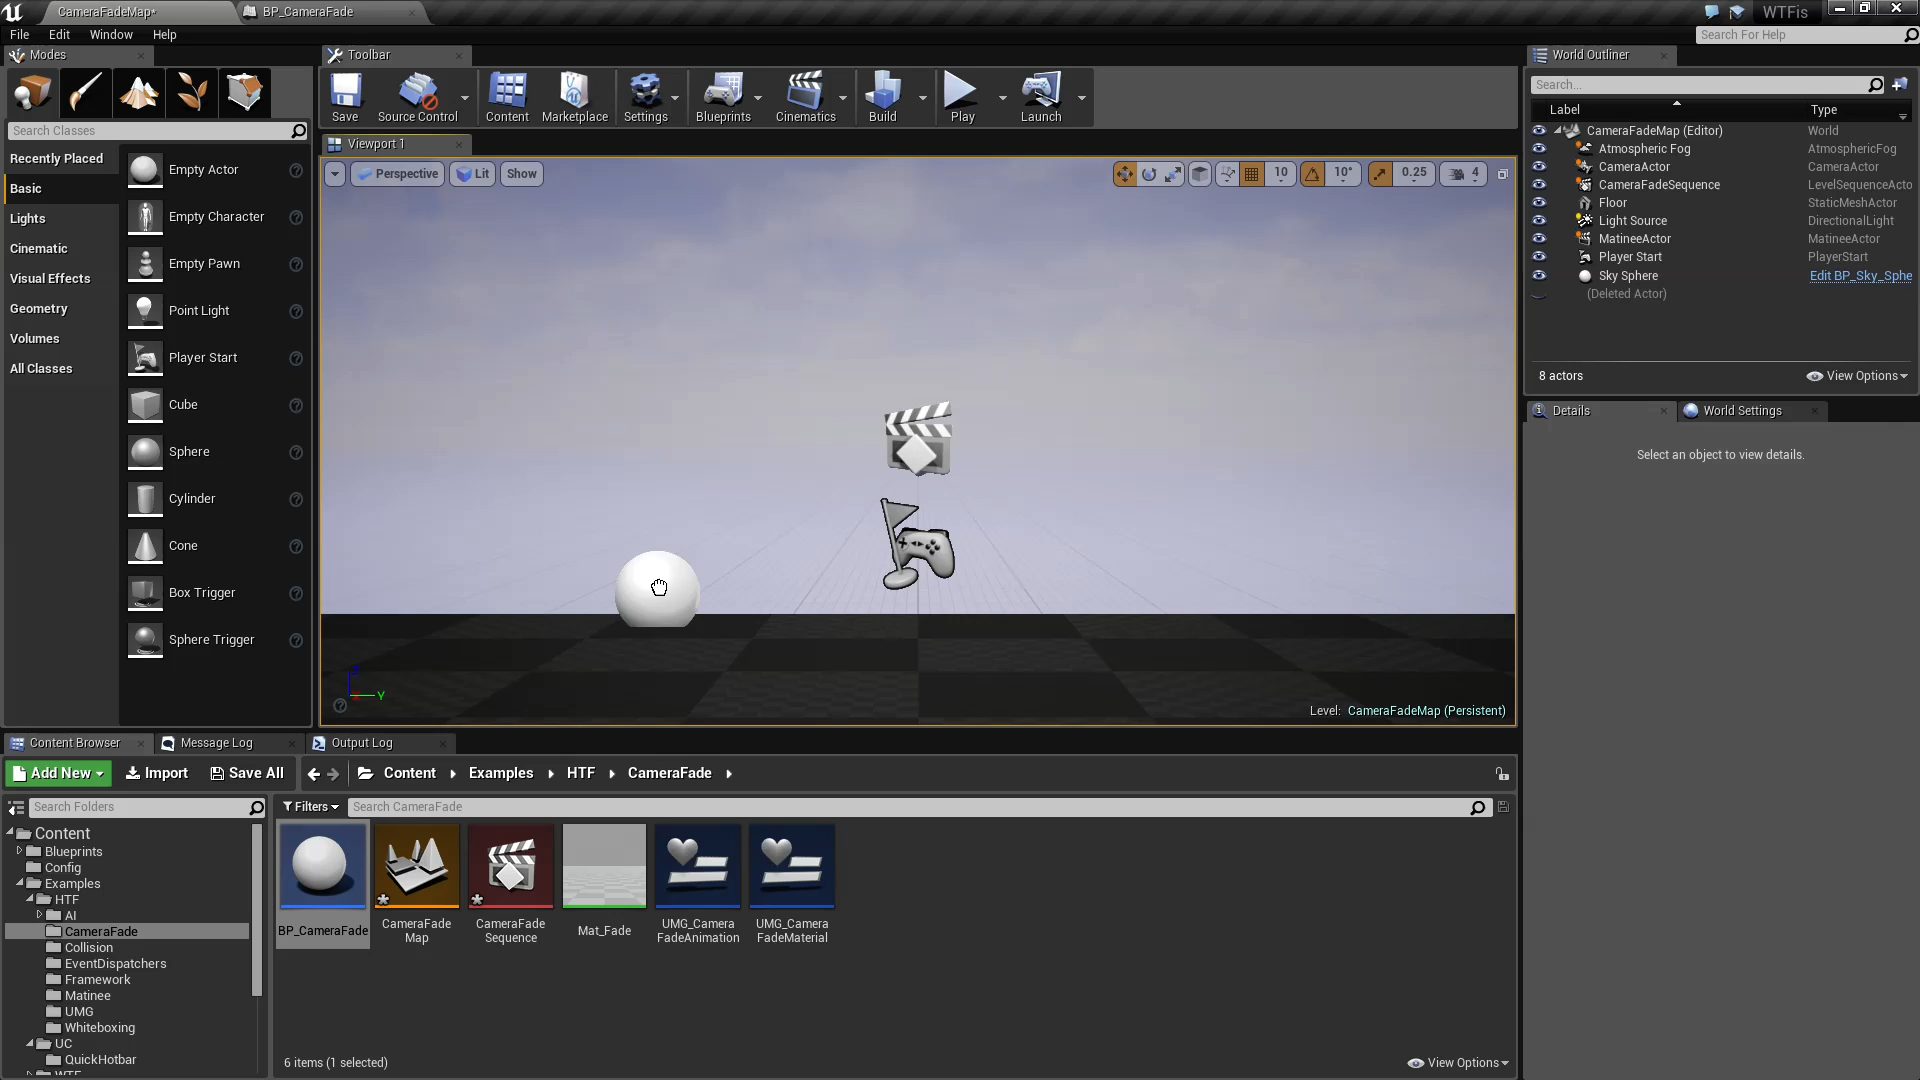 CameraFadeMap*
BP_CameraFade
WTFis
File
Edit
Window
Help
Search For Help
Modes
Toolbar
World Outliner
Save
Source Control
Content
Marketplace
Settings
Blueprints
Cinematics
Build
Play
Launch
Search Classes
Recently Placed
Basic
Lights
Cinematic
Visual Effects
Geometry
Volumes
All Classes
Empty Actor
Empty Character
Empty Pawn
Point Light
Player Start
Cube
Sphere
Cylinder
Cone
Box Trigger
Sphere Trigger
Viewport 1
Perspective
Lit
Show
10
10°
0.25
4
Y
Level: CameraFadeMap (Persistent)
Search...
Label
Type
CameraFadeMap (Editor) World
Atmospheric Fog AtmosphericFog
CameraActor CameraActor
CameraFadeSequence LevelSequenceActo
Floor StaticMeshActor
Light Source DirectionalLight
MatineeActor MatineeActor
Player Start PlayerStart
Sky Sphere Edit BP_Sky_Sphe
(Deleted Actor)
8 actors
View Options
Details
World Settings
Select an object to view details.
Content Browser
Message Log
Output Log
Add New
Import
Save All
Content
Examples
HTF
CameraFade
Search Folders
Filters
Search CameraFade
Content
Blueprints
Config
Examples
HTF
AI
CameraFade
Collision
EventDispatchers
Framework
Matinee
UMG
Whiteboxing
UC
QuickHotbar
BP_CameraFade
CameraFade
Map
CameraFade
Sequence
Mat_Fade
UMG_Camera
FadeAnimation
UMG_Camera
FadeMaterial
6 items (1 selected)
View Options